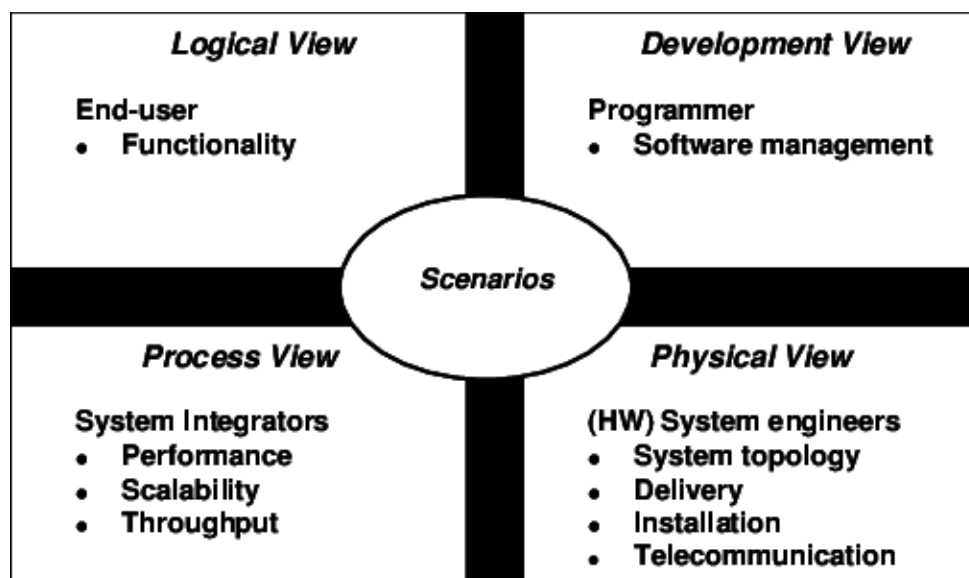 Logical View
End-user
• Functionality
Development View
Programmer
• Software management
Scenarios
Process View
System Integrators
• Performance
• Scalability
• Throughput
Physical View
(HW) System engineers
• System topology
• Delivery
• Installation
• Telecommunication